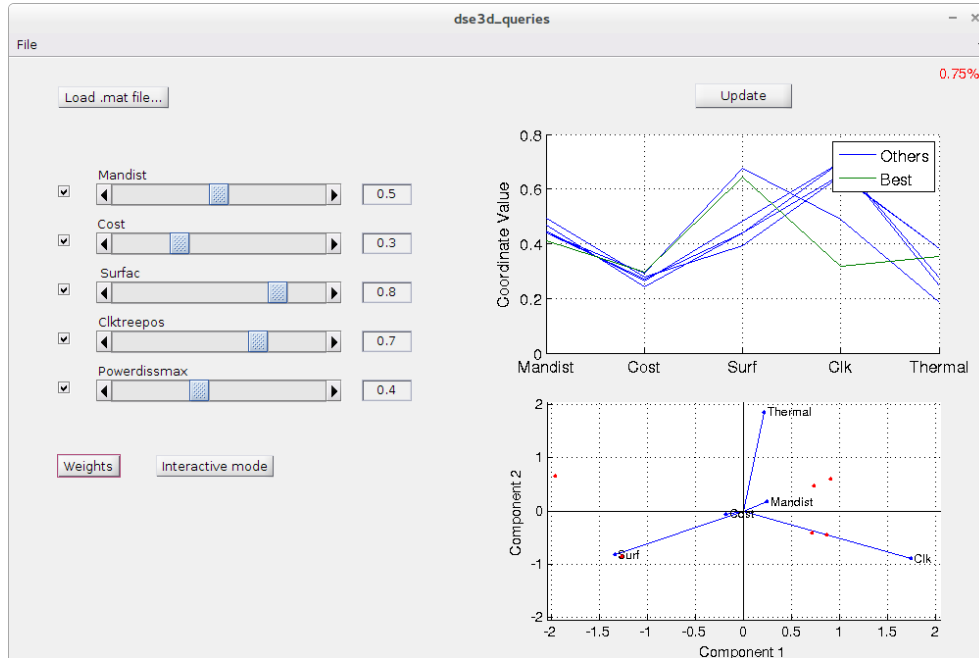 dse3d_queries
File
0.75%
Load .mat file...
Update
Mandist
0.5
Cost
0.3
Surfac
0.8
Clktreepos
0.7
Powerdissmax
0.4
Weights
Interactive mode
Coordinate Value
0.8
0.6
0.4
0.2
0
Others
Best
Mandist Cost Surf Clk Thermal
Component 2
2
1
0
-1
-2
Thermal
Mandist
Cost
Surf
Clk
-2 -1.5 -1 -0.5 0 0.5 1 1.5 2
Component 1